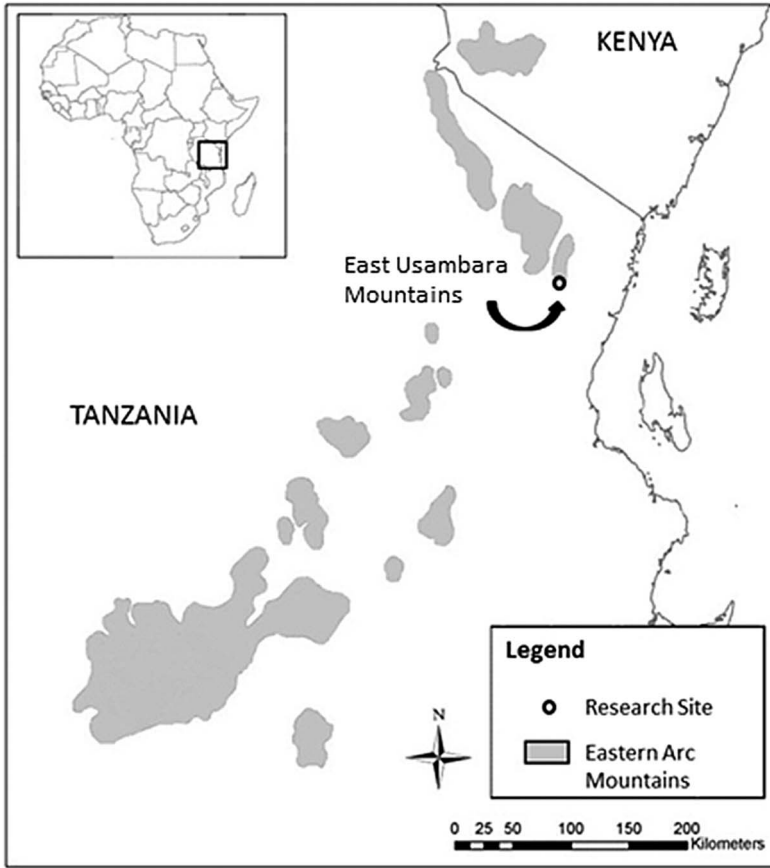 KENYA
East Usambara
Mountains
TANZANIA
Legend
Research Site
Eastern Arc
Mountains
N
0 25 50 100 150 200
Kilometers